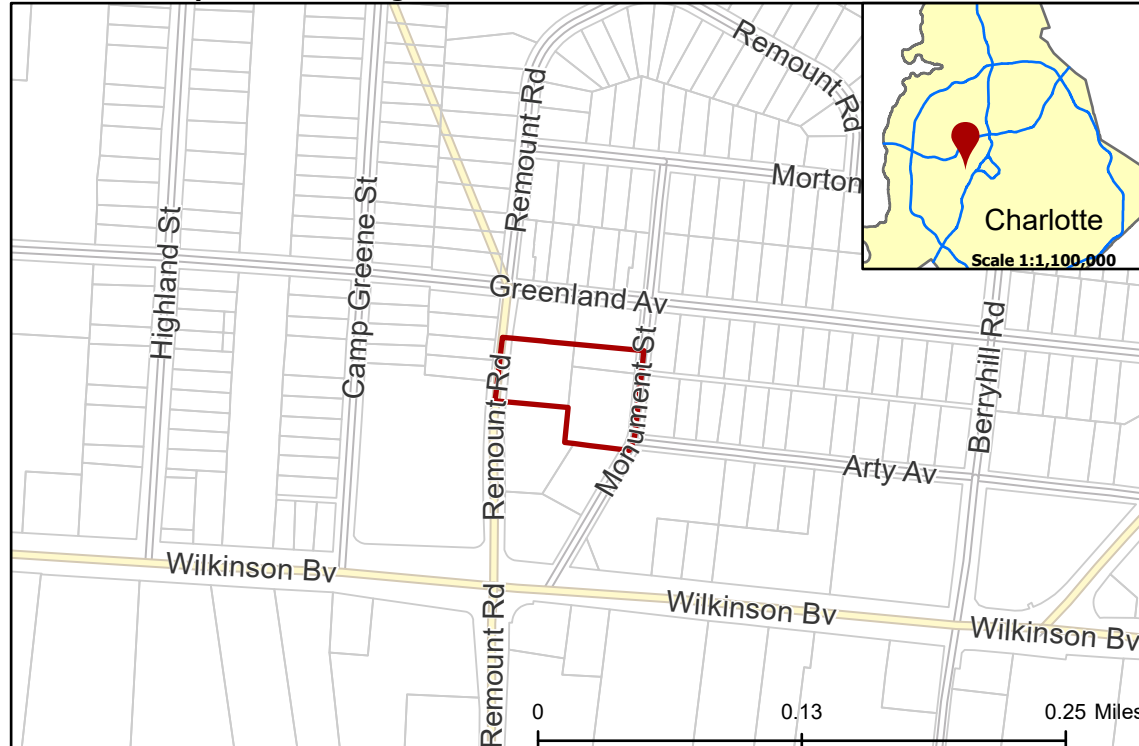 Remount Rd
Remount Rd
Morton
Charlotte
Scale 1:1,100,000
Highland St
Camp Greene St
Greenland Av
Remount Rd
Monument St
Berryhill Rd
Arty Av
Wilkinson Bv
Wilkinson Bv
Wilkinson Bv
Remount Rd
0
0.13
0.25 Miles